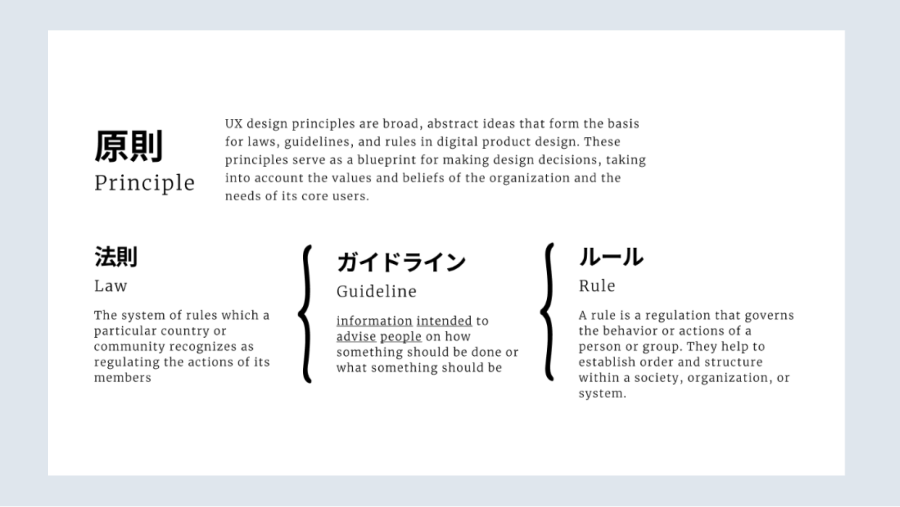 原則
Principle
UX design principles are broad, abstract ideas that form the basis
for laws, guidelines, and rules in digital product design. These
principles serve as a blueprint for making design decisions, taking
into account the values and beliefs of the organization and the
needs of its core users.
法則
Law
The system of rules which a
particular country or
community recognizes as
regulating the actions of its
members
ガイドライン
Guideline
information intended to
advise people on how
something should be done or
what something should be
ルール
Rule
A rule is a regulation that governs
the behavior or actions of a
person or group. They help to
establish order and structure
within a society, organization, or
system.